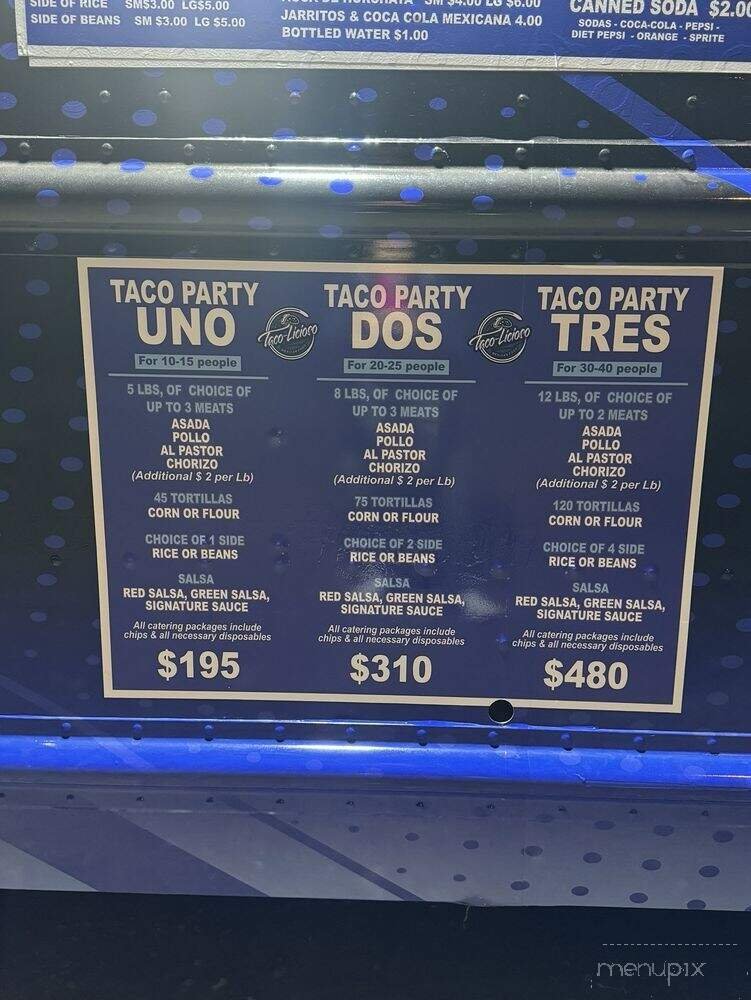 SIDE OF RICE SM$3.00 LG$5.00
SIDE OF BEANS SM $3.00 LG $5.00
SM $4.00 LG $6.00
JARRITOS & COCA COLA MEXICANA 4.00
BOTTLED WATER $1.00
CANNED SODA $2.00
SODAS - COCA-COLA - PEPSI -
DIET PEPSI - ORANGE - SPRITE
TACO PARTY
UNO
For 10-15 people
5 LBS, OF CHOICE OF
UP TO 3 MEATS
ASADA
POLLO
AL PASTOR
CHORIZO
(Additional $ 2 per Lb)
45 TORTILLAS
CORN OR FLOUR
CHOICE OF 1 SIDE
RICE OR BEANS
SALSA
RED SALSA, GREEN SALSA,
SIGNATURE SAUCE
All catering packages include
chips & all necessary disposables
$195
Taco-Licioso
TACO PARTY
DOS
For 20-25 people
8 LBS, OF CHOICE OF
UP TO 3 MEATS
ASADA
POLLO
AL PASTOR
CHORIZO
(Additional $ 2 per Lb)
75 TORTILLAS
CORN OR FLOUR
CHOICE OF 2 SIDE
RICE OR BEANS
SALSA
RED SALSA, GREEN SALSA,
SIGNATURE SAUCE
All catering packages include
chips & all necessary disposables
$310
Taco-Licioso
TACO PARTY
TRES
For 30-40 people
12 LBS, OF CHOICE OF
UP TO 2 MEATS
ASADA
POLLO
AL PASTOR
CHORIZO
(Additional $ 2 per Lb)
120 TORTILLAS
CORN OR FLOUR
CHOICE OF 4 SIDE
RICE OR BEANS
SALSA
RED SALSA, GREEN SALSA,
SIGNATURE SAUCE
All catering packages include
chips & all necessary disposables
$480
menupix